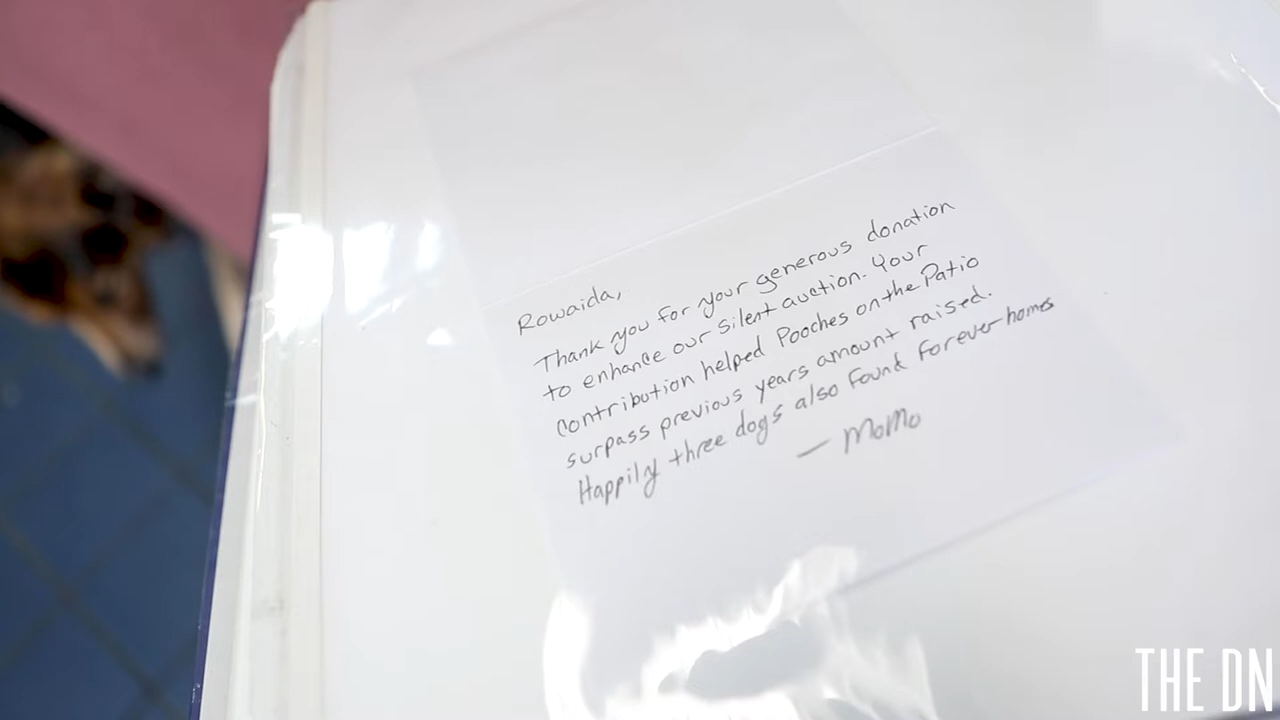 Rowaida,
Thank you for your generous donation
to enhance our silent auction. Your
contribution helped Pooches on the Patio
surpass previous years amount raised.
Happily three dogs also found forever homes
— MoMo
THE DN